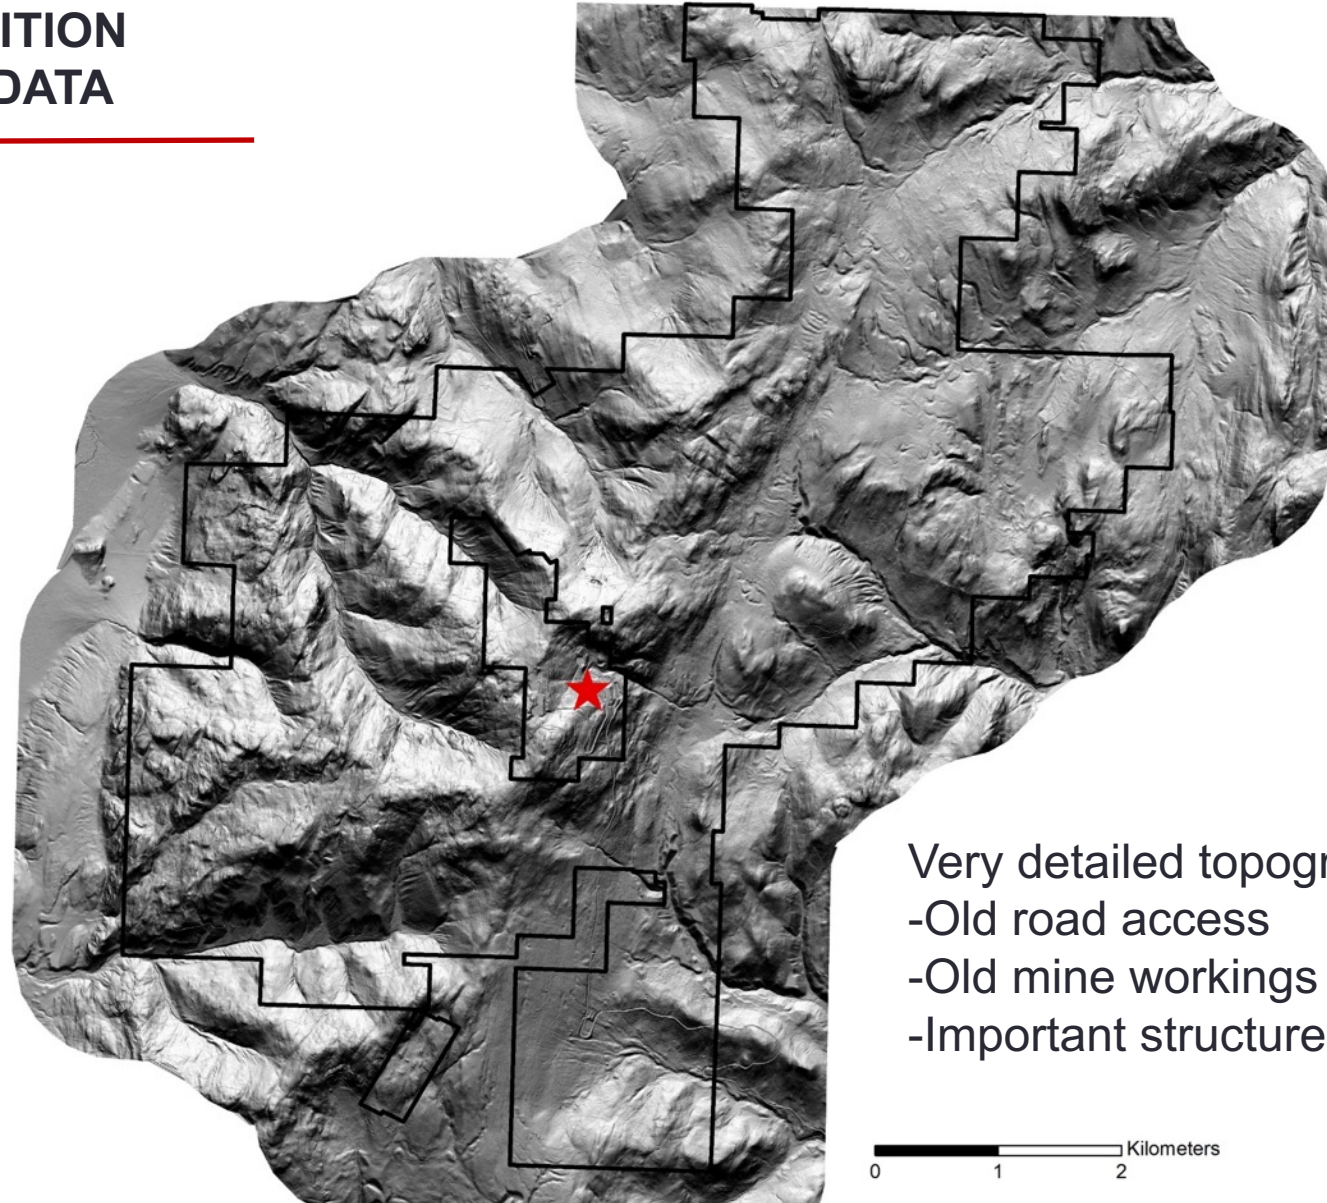 ITION
DATA
Very detailed topogr
-Old road access
-Old mine workings
-Important structure
Kilometers
0 1 2